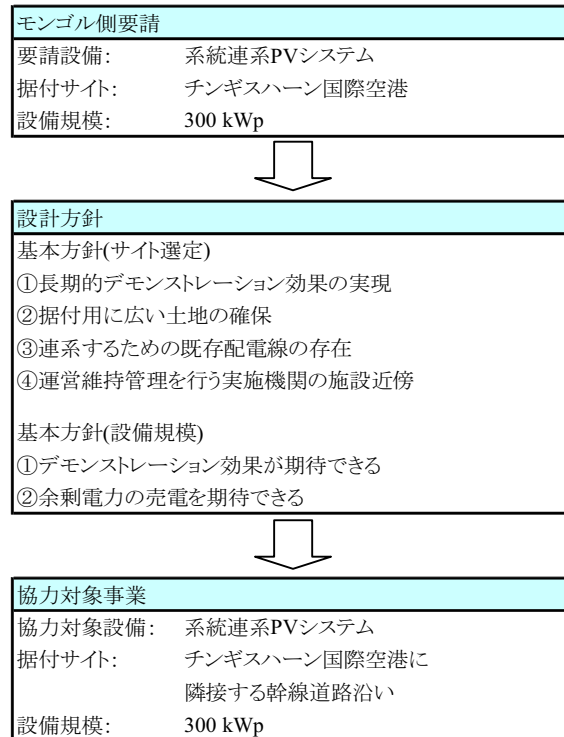 モンゴル側要請
要請設備: 系統連系PVシステム
据付サイト: チンギスハーン国際空港
設備規模: 300 kWp
設計方針
基本方針(サイト選定)
①長期的デモンストレーション効果の実現
②据付用に広い土地の確保
③連系するための既存配電線の存在
④運営維持管理を行う実施機関の施設近傍
基本方針(設備規模)
①デモンストレーション効果が期待できる
②余剰電力の売電を期待できる
協力対象事業
協力対象設備: 系統連系PVシステム
据付サイト: チンギスハーン国際空港に
隣接する幹線道路沿い
設備規模: 300 kWp